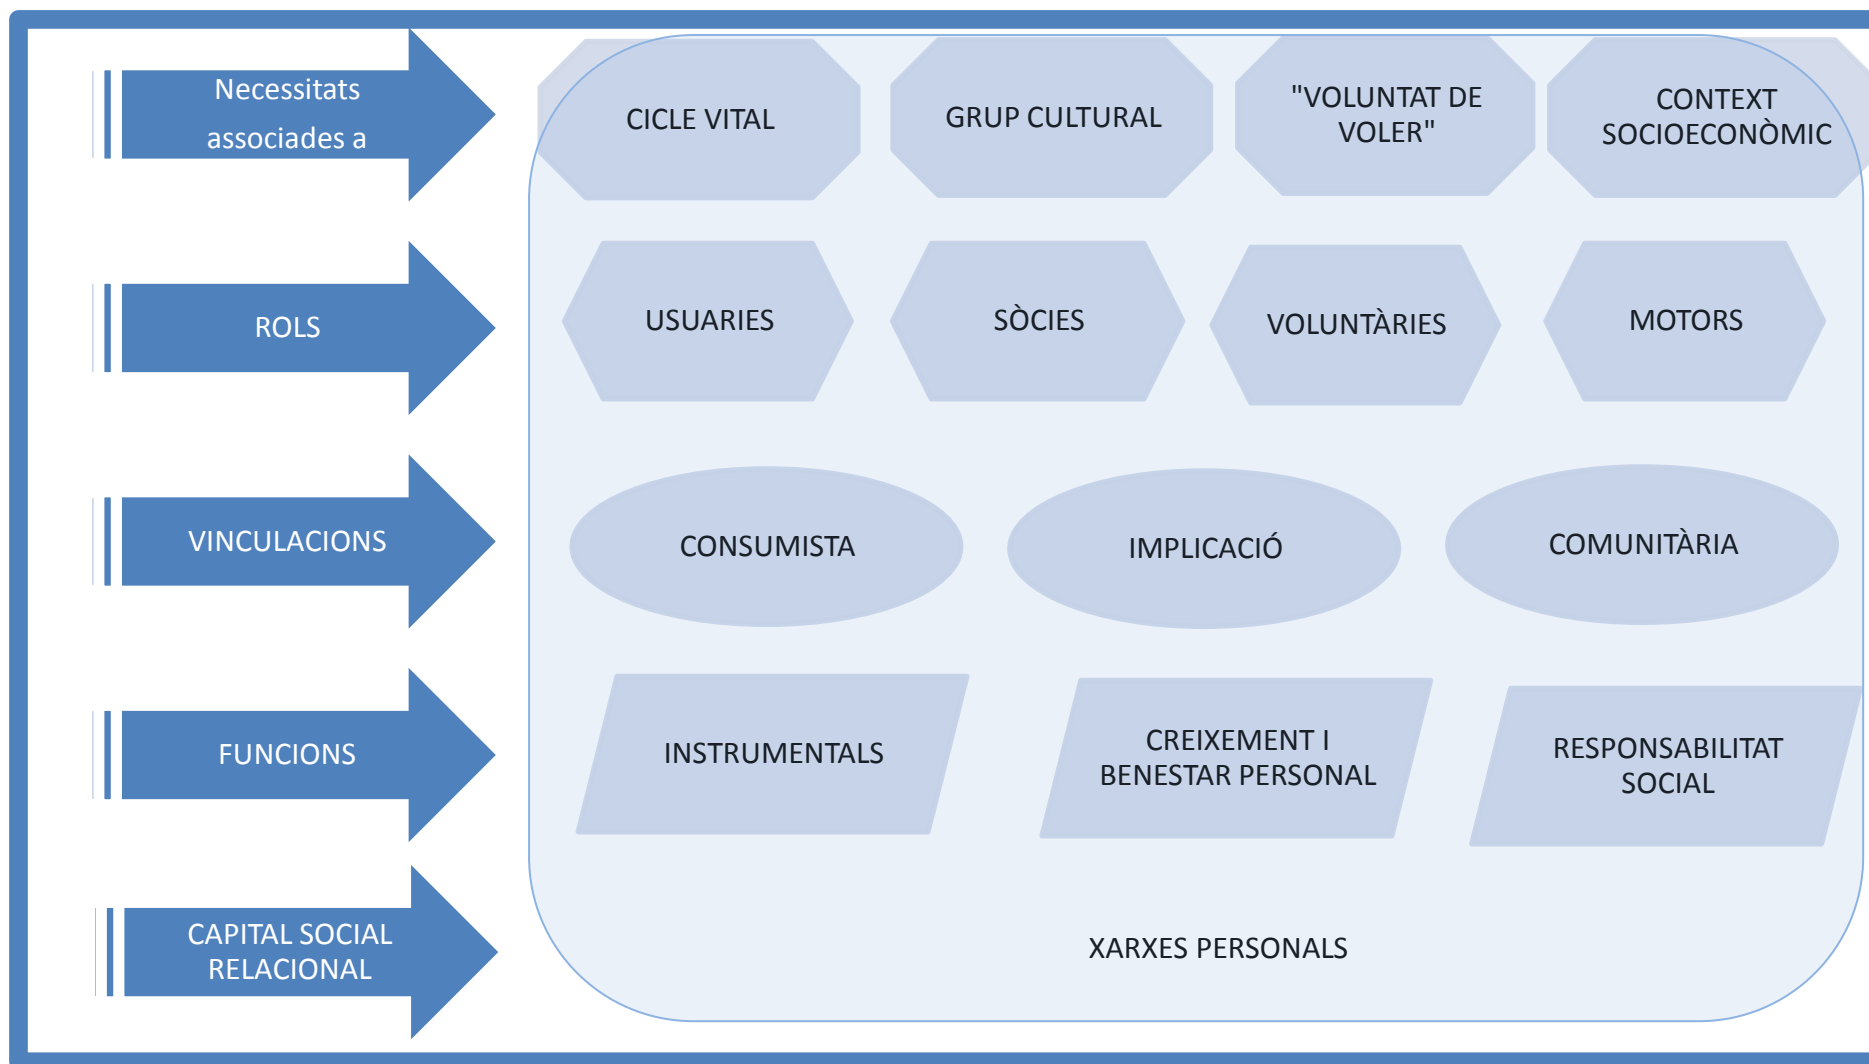 Necessitats
associades a
CICLE VITAL
GRUP CULTURAL
"VOLUNTAT DE
VOLER"
CONTEXT
SOCIOECONÒMIC
ROLS
USUARIES
SÒCIES
VOLUNTÀRIES
MOTORS
VINCULACIONS
CONSUMISTA
IMPLICACIÓ
COMUNITÀRIA
FUNCIONS
INSTRUMENTALS
CREIXEMENT I
BENESTAR PERSONAL
RESPONSABILITAT
SOCIAL
CAPITAL SOCIAL
RELACIONAL
XARXES PERSONALS